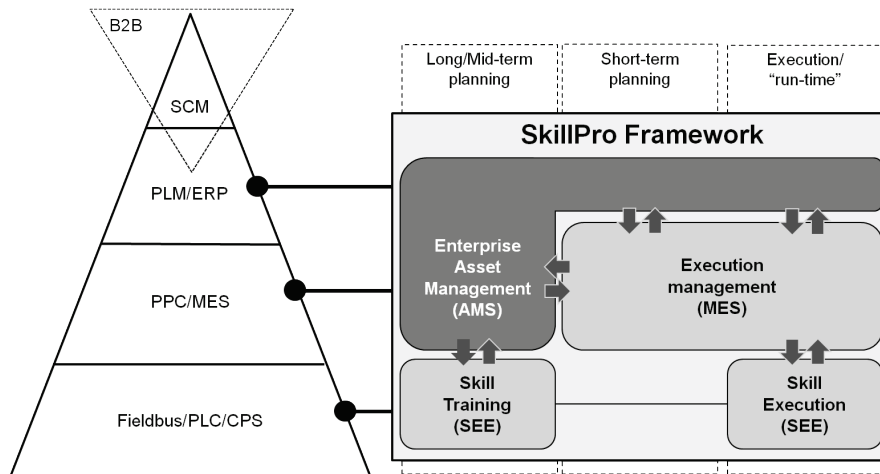 B2B
SCM
PLM/ERP
PPC/MES
Fieldbus/PLC/CPS
Long/Mid-term
planning
Short-term
planning
Execution/
“run-time”
SkillPro Framework
Enterprise
Asset
Management
(AMS)
Execution
management
(MES)
Skill
Training
(SEE)
Skill
Execution
(SEE)